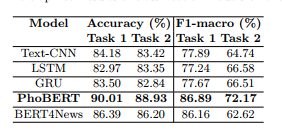 Model Accuracy (%) F1-macro (%)
Task 1 Task 2 Task 1 Task 2
Text-CNN 84.18 83.42 77.89 64.74
LSTM 82.97 83.35 77.24 66.58
GRU 83.50 82.84 77.67 66.51
PhoBERT 90.01 88.93 86.89 72.17
BERT4News 86.39 86.20 86.16 62.62